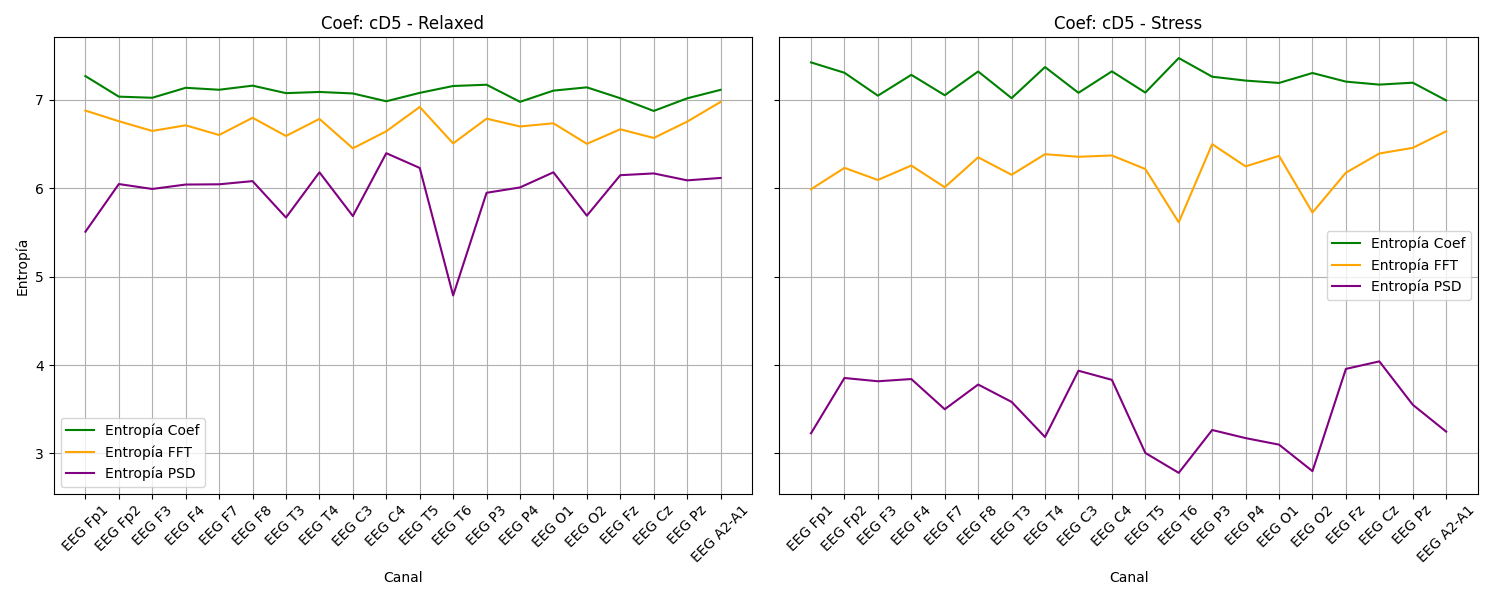 Coef: cD5 - Relaxed
Entropía
7
6
5
4
3
Entropía Coef
Entropía FFT
Entropía PSD
EEG Fp1
EEG Fp2
EEG F3
EEG F4
EEG F7
EEG F8
EEG T3
EEG T4
EEG C3
EEG C4
EEG T5
EEG T6
EEG P3
EEG P4
EEG O1
EEG O2
EEG Fz
EEG Cz
EEG Pz
EEG A2-A1
Canal
Coef: cD5 - Stress
Entropía Coef
Entropía FFT
Entropía PSD
EEG Fp1
EEG Fp2
EEG F3
EEG F4
EEG F7
EEG F8
EEG T3
EEG T4
EEG C3
EEG C4
EEG T5
EEG T6
EEG P3
EEG P4
EEG O1
EEG O2
EEG Fz
EEG Cz
EEG Pz
EEG A2-A1
Canal